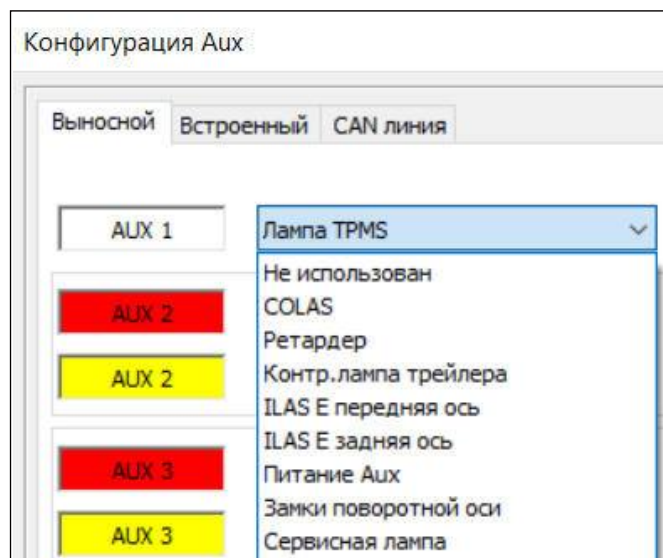 Конфигурация Aux
Выносной Встроенный CAN линия
AUX 1 Лампа TPMS
Не использован
AUX 2 COLAS
Ретардер
AUX 2 Контр.лампа трейлера
ILAS E передняя ось
ILAS E задняя ось
AUX 3 Питание Aux
Замки поворотной оси
AUX 3 Сервисная лампа